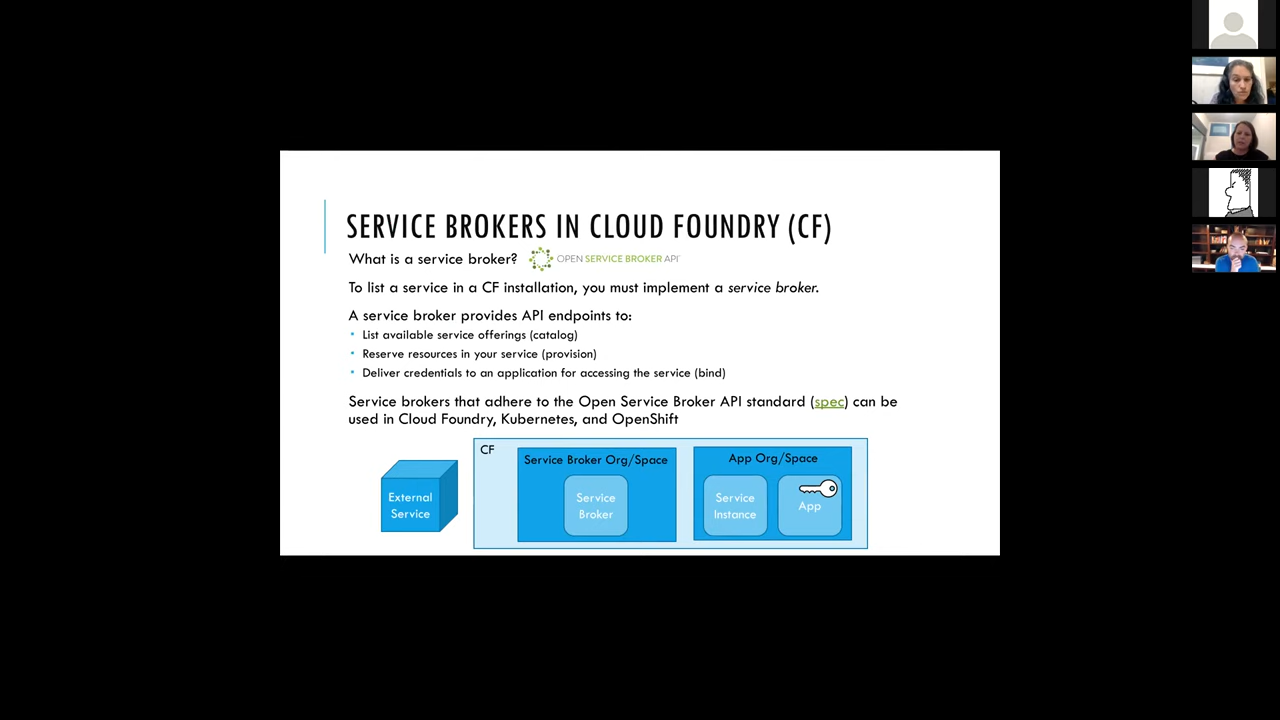 SERVICE BROKERS IN CLOUD FOUNDRY (CF)
What is a service broker?
OPEN SERVICE BROKER API
To list a service in a CF installation, you must implement a service broker.
A service broker provides API endpoints to:
• List available service offerings (catalog)
• Reserve resources in your service (provision)
• Deliver credentials to an application for accessing the service (bind)
Service brokers that adhere to the Open Service Broker API standard (spec) can be
used in Cloud Foundry, Kubernetes, and OpenShift
CF
External
Service
Service Broker Org/Space
Service
Broker
App Org/Space
Service
Instance
App